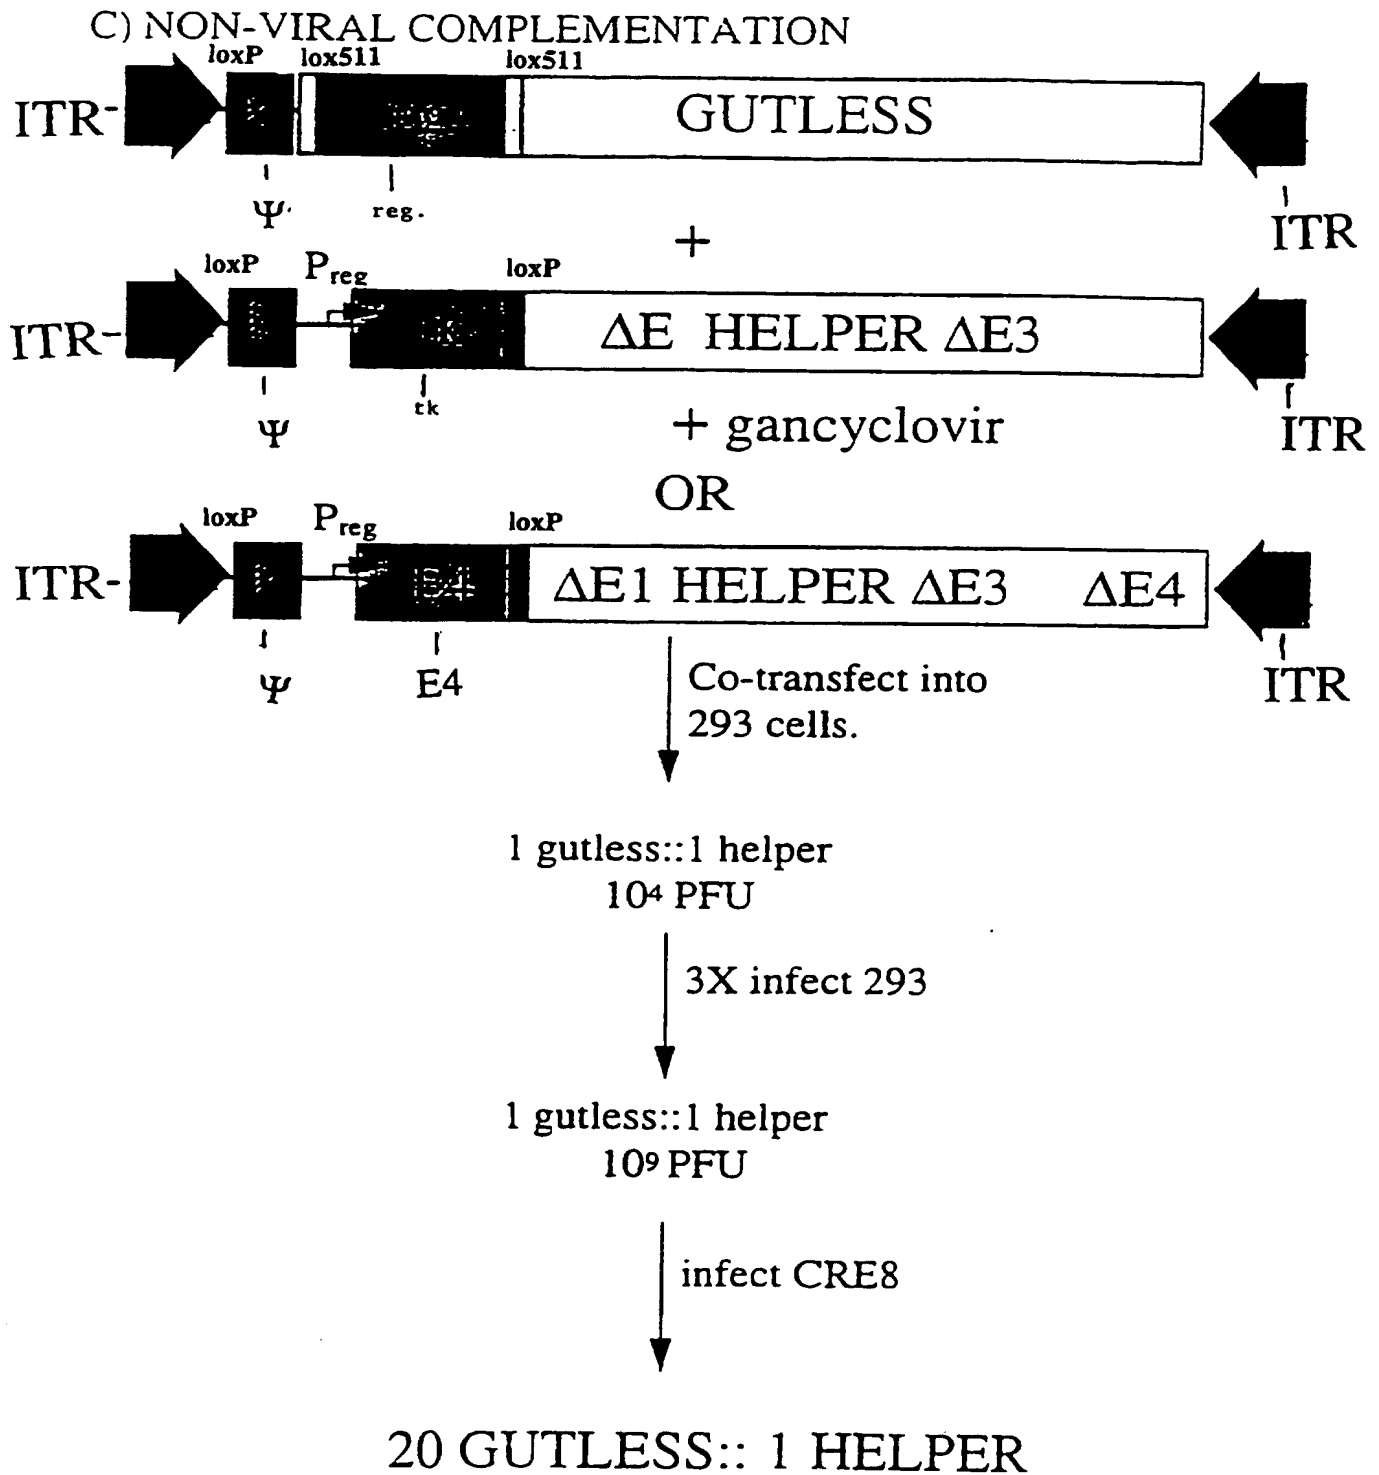 C) NON-VIRAL COMPLEMENTATION
loxP lox511 lox511
ITR- GUTLESS
Ψ reg. ITR
+
loxP Preg loxP
ITR- ΔE HELPER ΔE3
Ψ tk ITR
+ gancyclovir
OR
loxP Preg loxP
ITR- E4 ΔE1 HELPER ΔE3 ΔE4
Ψ E4 ITR
Co-transfect into
293 cells.
1 gutless::1 helper
10⁴ PFU
3X infect 293
1 gutless::1 helper
10⁹ PFU
infect CRE8
20 GUTLESS:: 1 HELPER